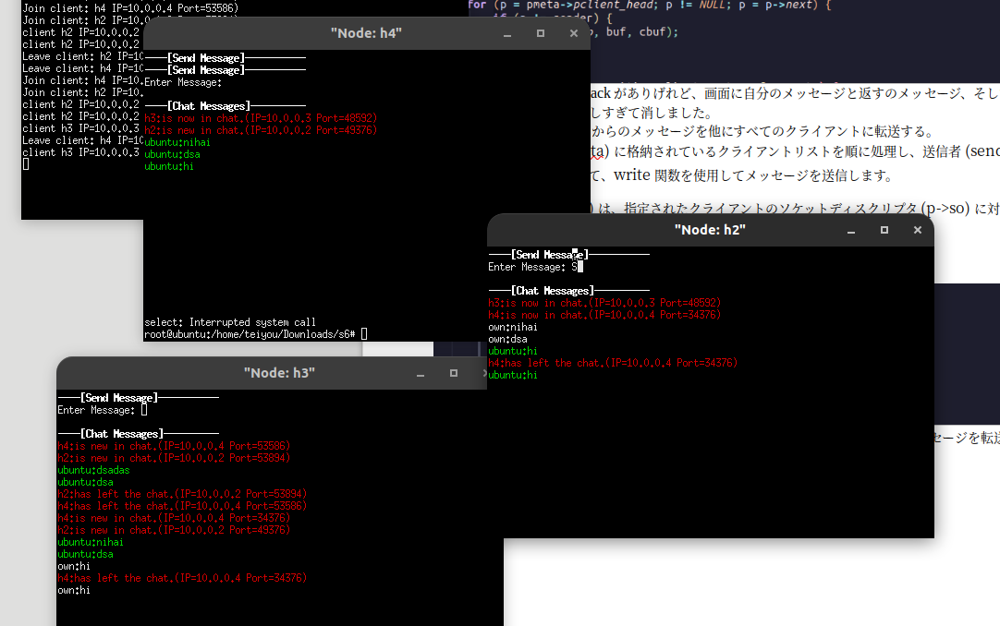 Join client: h4 IP=10.0.0.4 Port=53586)
Join client: h2 IP=10.0.0.2
client h2 IP=10.0.0.2
client h2 IP=10.0.0.2
Leave client: h2 IP=10
Leave client: h4 IP=10
Join client: h4 IP=10.
Join client: h2 IP=10.
client h2 IP=10.0.0.2
client h2 IP=10.0.0.2
client h3 IP=10.0.0.3
Leave client: h4 IP=10
client h3 IP=10.0.0.3
for (p = pmeta->pclient_head; p != NULL; p = p->next) {
, buf, cbuf);
ackがありげれど、画面に自分のメッセージと返すのメッセージ、そし
しすぎて消しました。
からのメッセージを他にすべてのクライアントに転送する。
ta) に格納されているクライアントリストを順に処理し、送信者 (send
て、write 関数を使用してメッセージを送信します。
) は、指定されたクライアントのソケットディスクリプタ (p->so) に対
セージを転送
"Node: h4"
[Send Message]
[Send Message]
Enter Message:
[Chat Messages]
h3:is now in chat.(IP=10.0.0.3 Port=48592)
h2:is new in chat.(IP=10.0.0.2 Port=49376)
ubuntu:nihai
ubuntu:dsa
ubuntu:hi
select: Interrupted system call
root@ubuntu:/home/teiyou/Downloads/s6#
"Node: h2"
[Send Message]
Enter Message: S
[Chat Messages]
h3:is now in chat.(IP=10.0.0.3 Port=48592)
h4:is now in chat.(IP=10.0.0.4 Port=34376)
own:nihai
own:dsa
ubuntu:hi
h4:has left the chat.(IP=10.0.0.4 Port=34376)
ubuntu:hi
"Node: h3"
[Send Message]
Enter Message:
[Chat Messages]
h4:is new in chat.(IP=10.0.0.4 Port=53586)
h2:is new in chat.(IP=10.0.0.2 Port=53894)
ubuntu:dsadas
ubuntu:dsa
h2:has left the chat.(IP=10.0.0.2 Port=53894)
h4:has left the chat.(IP=10.0.0.4 Port=53586)
h4:is new in chat.(IP=10.0.0.4 Port=34376)
h2:is new in chat.(IP=10.0.0.2 Port=49376)
ubuntu:nihai
ubuntu:dsa
own:hi
h4:has left the chat.(IP=10.0.0.4 Port=34376)
own:hi